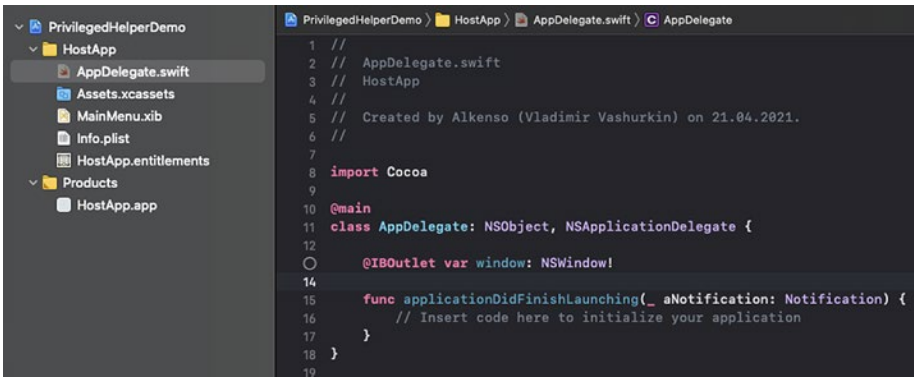 PrivilegedHelperDemo
HostApp
AppDelegate.swift
Assets.xcassets
MainMenu.xib
Info.plist
HostApp.entitlements
Products
HostApp.app
PrivilegedHelperDemo 〉 HostApp 〉 AppDelegate.swift 〉 C AppDelegate
1 //
2 //  AppDelegate.swift
3 //  HostApp
4 //
5 //  Created by Alkenso (Vladimir Vashurkin) on 21.04.2021.
6 //
7
8 import Cocoa
9
10 @main
11 class AppDelegate: NSObject, NSApplicationDelegate {
12
    @IBOutlet var window: NSWindow!
14
15     func applicationDidFinishLaunching(_ aNotification: Notification) {
16         // Insert code here to initialize your application
17     }
18 }
19